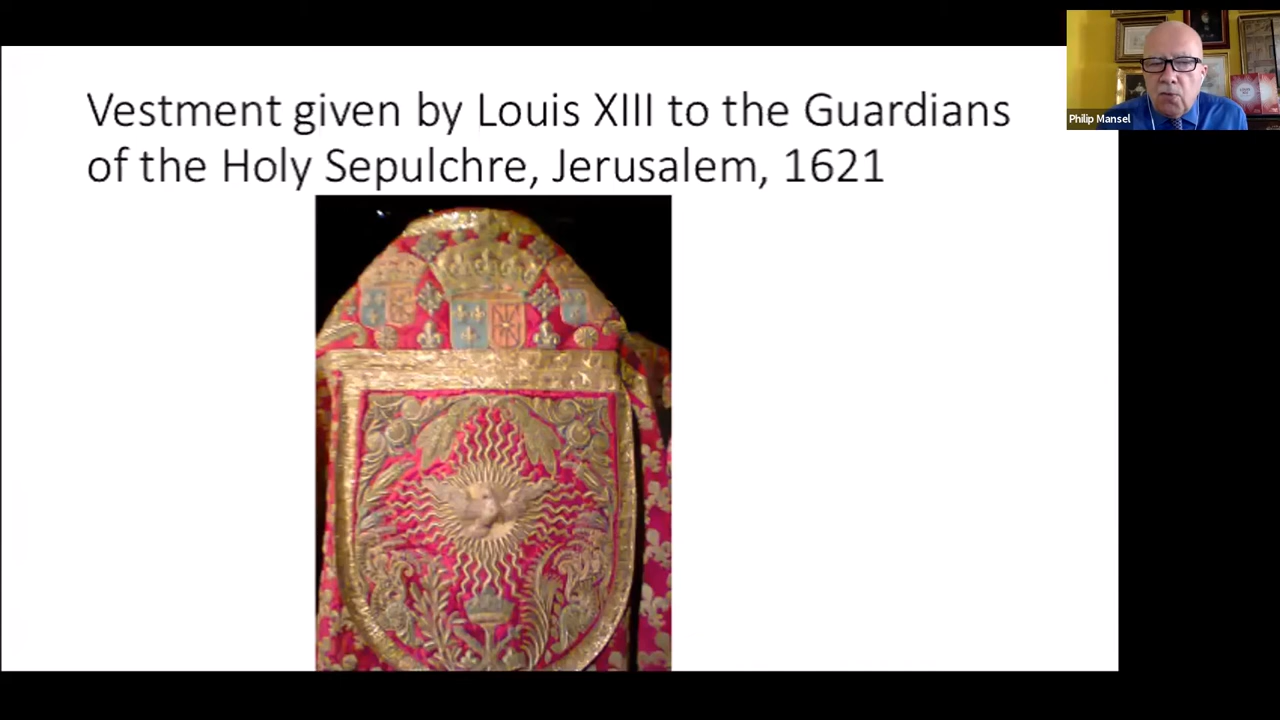 Vestment given by Louis XIII to the Guardians
of the Holy Sepulchre, Jerusalem, 1621
Philip Mansel